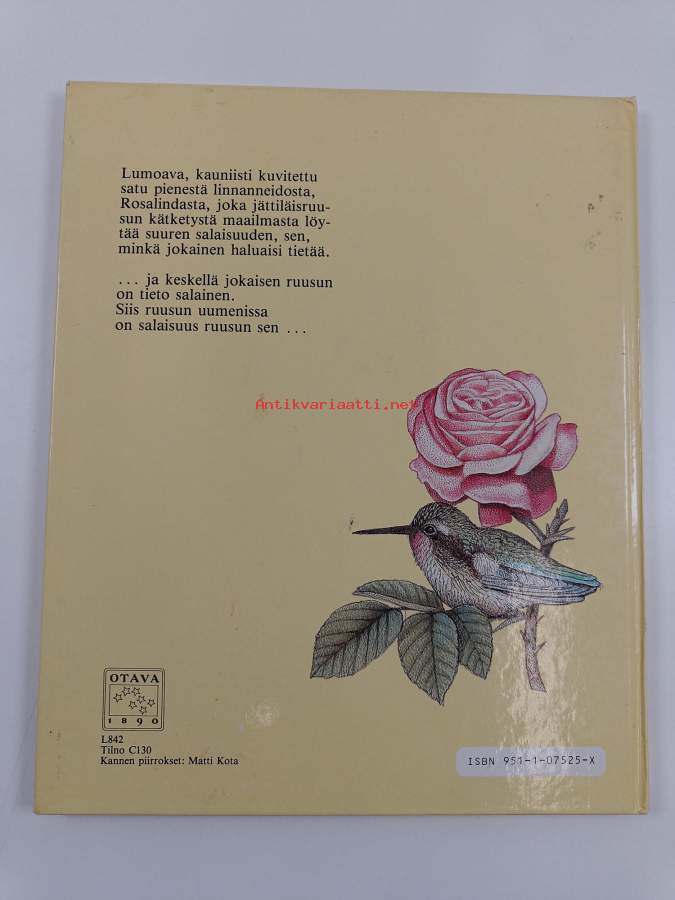 Lumoava, kauniisti kuvitettu
satu pienestä linnanneidosta,
Rosalindasta, joka jättiläisruu-
sun kätketystä maailmasta löy-
tää suuren salaisuuden, sen,
minkä jokainen haluaisi tietää.
... ja keskellä jokaisen ruusun
on tieto salainen.
Siis ruusun uumenissa
on salaisuus ruusun sen ...
Antikvariaatti.net
OTAVA
1890
L842
Tilno C130
Kannen piirrokset: Matti Kota
ISBN 951-1-07525-X